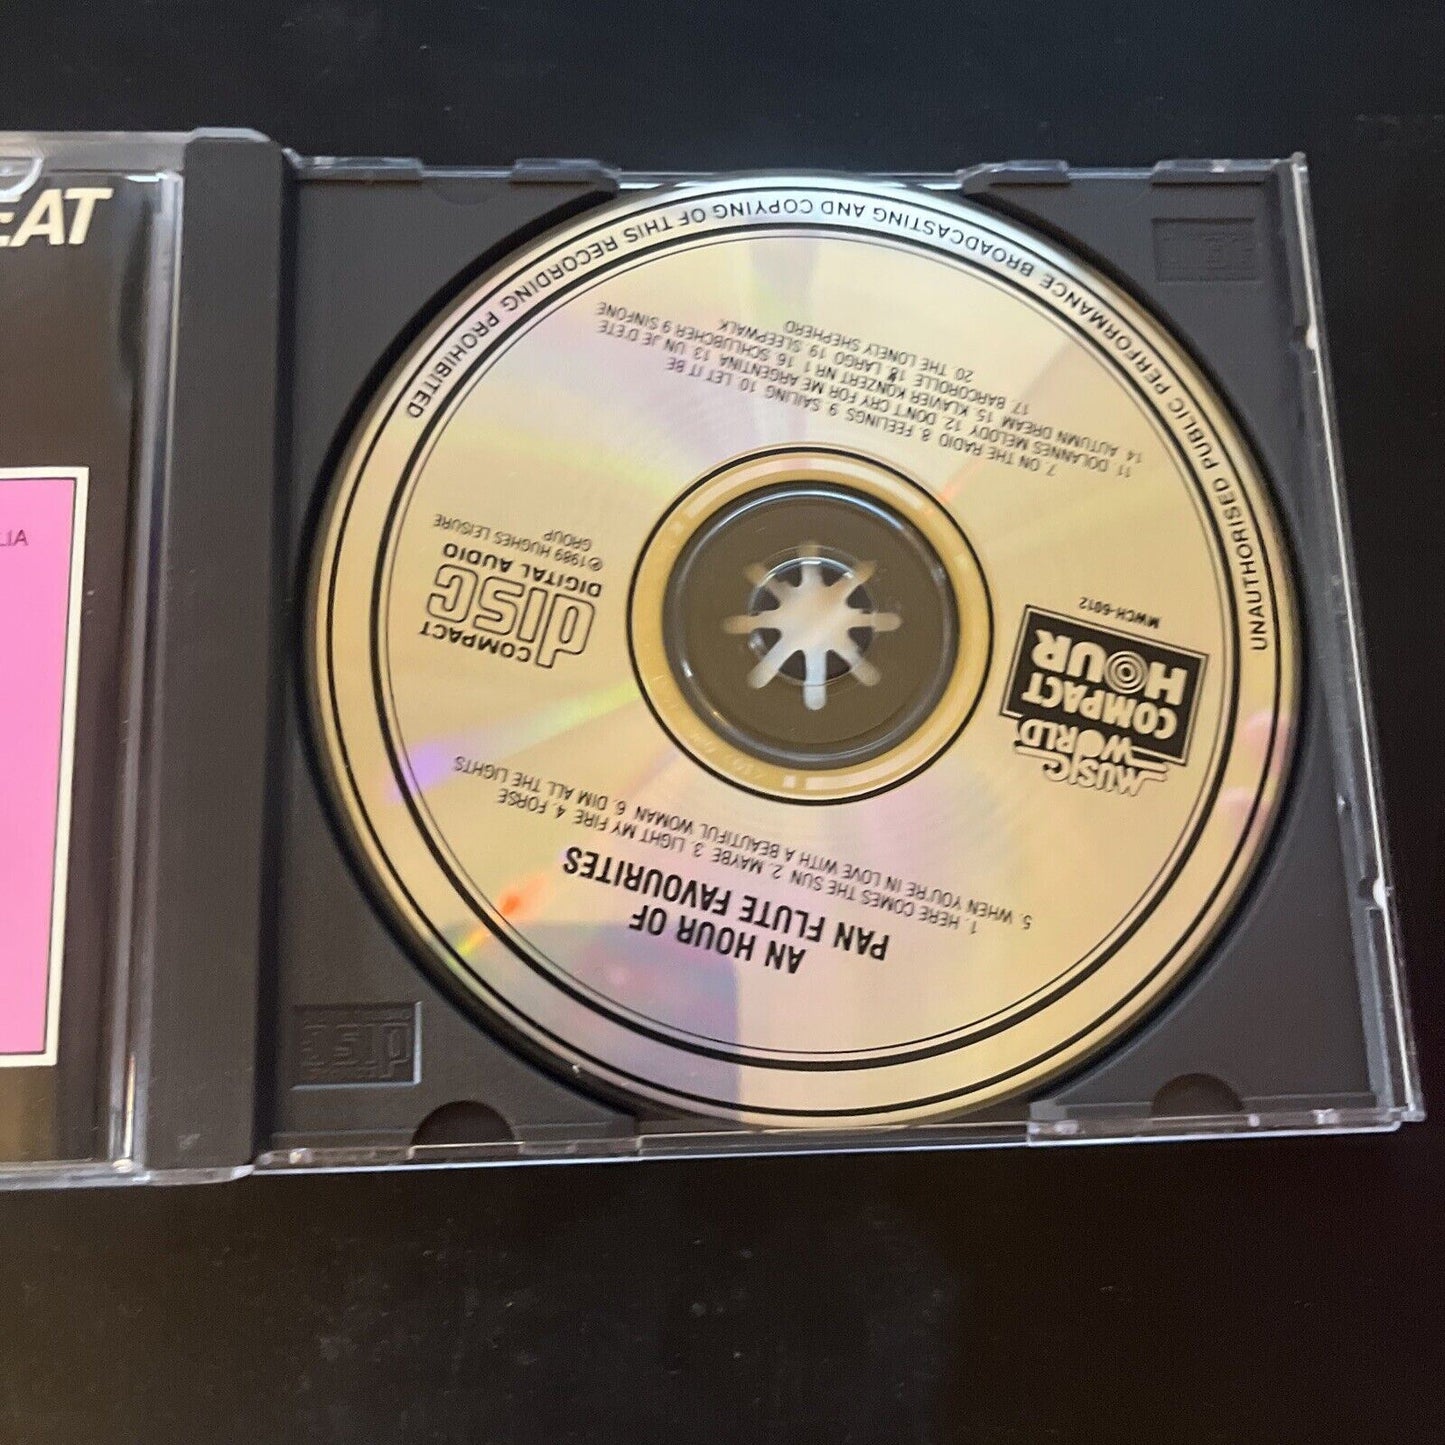 AN HOUR OF
PAN FLUTE FAVOURITES
1. HERE COMES THE SUN 2. MAYBE 3. LIGHT MY FIRE 4. FORSE
5. WHEN YOU'RE IN LOVE WITH A BEAUTIFUL WOMAN 6. DIM ALL THE LIGHTS
MUSIC
WORLD
COMPACT
HOUR
MWCH-6012
COMPACT
disc
DIGITAL AUDIO
℗1989 HUGHES LEISURE
GROUP
7. ON THE RADIO 8. FEELINGS 9 SAILING 10. LET IT BE
11. DOLANNES MELODY 12. DON'T CRY FOR ME ARGENTINA 13. UN JE D'ETE
14 AUTUMN DREAM 15. KLAVIER KONZERT NR 1 16 SCHLUBCHER 9 SINFONE
17. BARCOROLLE 18. LARGO 19. SLEEPWALK
20 THE LONELY SHEPHERD
UNAUTHORISED PUBLIC PERFORMANCE BROADCASTING AND COPYING OF THIS RECORDING PROHIBITED
EAT
LIA
disc